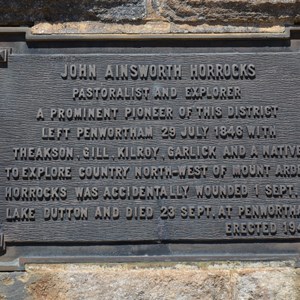 JOHN AINSWORTH HORROCKS
PASTORALIST AND EXPLORER
A PROMINENT PIONEER OF THIS DISTRICT
LEFT PENWORTHAM 29 JULY 1846 WITH
THEAKSON, GILL, KILROY, GARLICK AND A NATIVE
TO EXPLORE COUNTRY NORTH-WEST OF MOUNT ARD
HORROCKS WAS ACCIDENTALLY WOUNDED 1 SEPT.
LAKE DUTTON AND DIED 23 SEPT. AT PENWORTHA
ERECTED 19